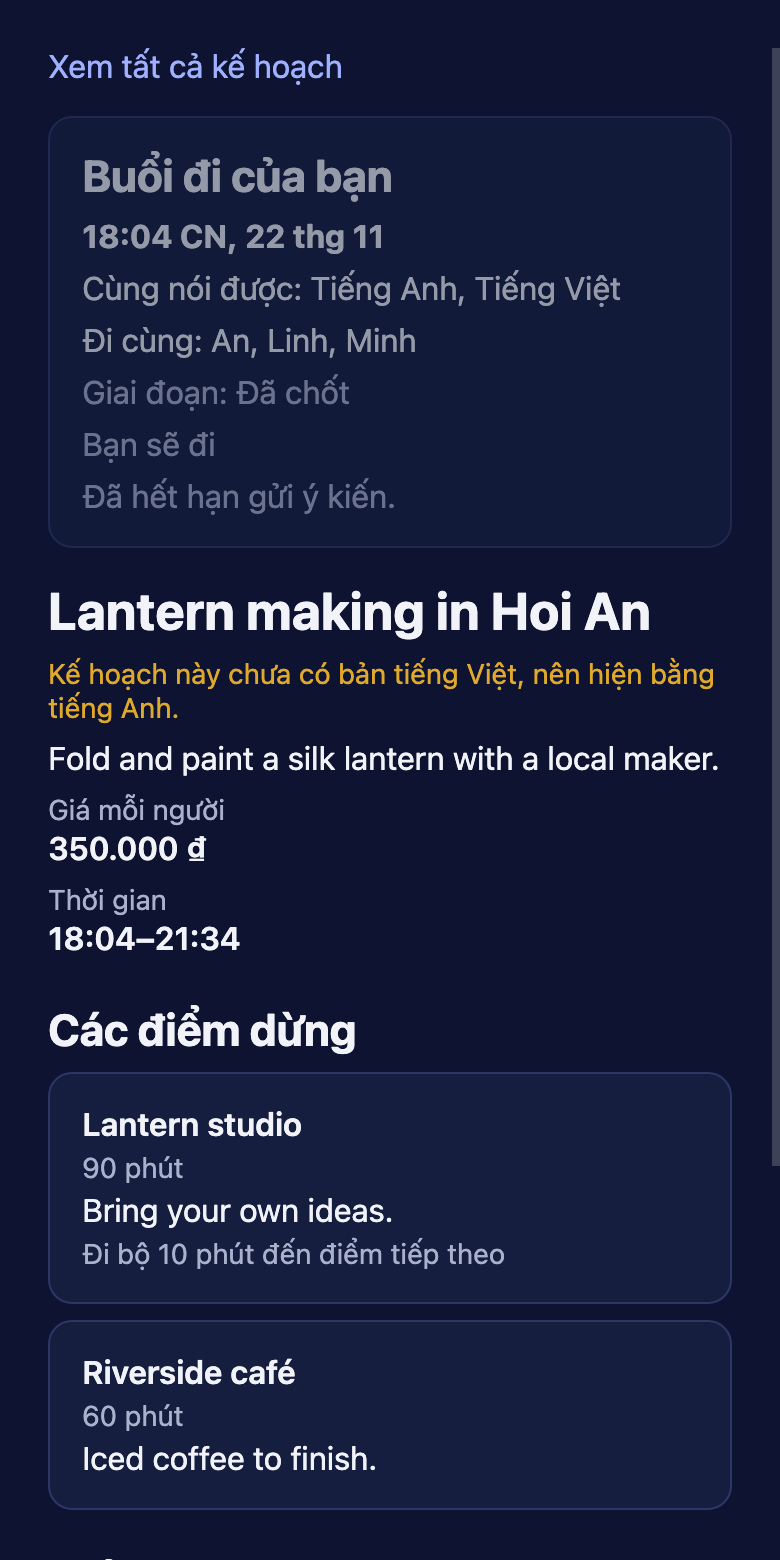 Xem tất cả kế hoạch
Buổi đi của bạn
18:04 CN, 22 thg 11
Cùng nói được: Tiếng Anh, Tiếng Việt
Đi cùng: An, Linh, Minh
Giai đoạn: Đã chốt
Bạn sẽ đi
Đã hết hạn gửi ý kiến.
Lantern making in Hoi An
Kế hoạch này chưa có bản tiếng Việt, nên hiện bằng
tiếng Anh.
Fold and paint a silk lantern with a local maker.
Giá mỗi người
350.000 ₫
Thời gian
18:04–21:34
Các điểm dừng
Lantern studio
90 phút
Bring your own ideas.
Đi bộ 10 phút đến điểm tiếp theo
Riverside café
60 phút
Iced coffee to finish.